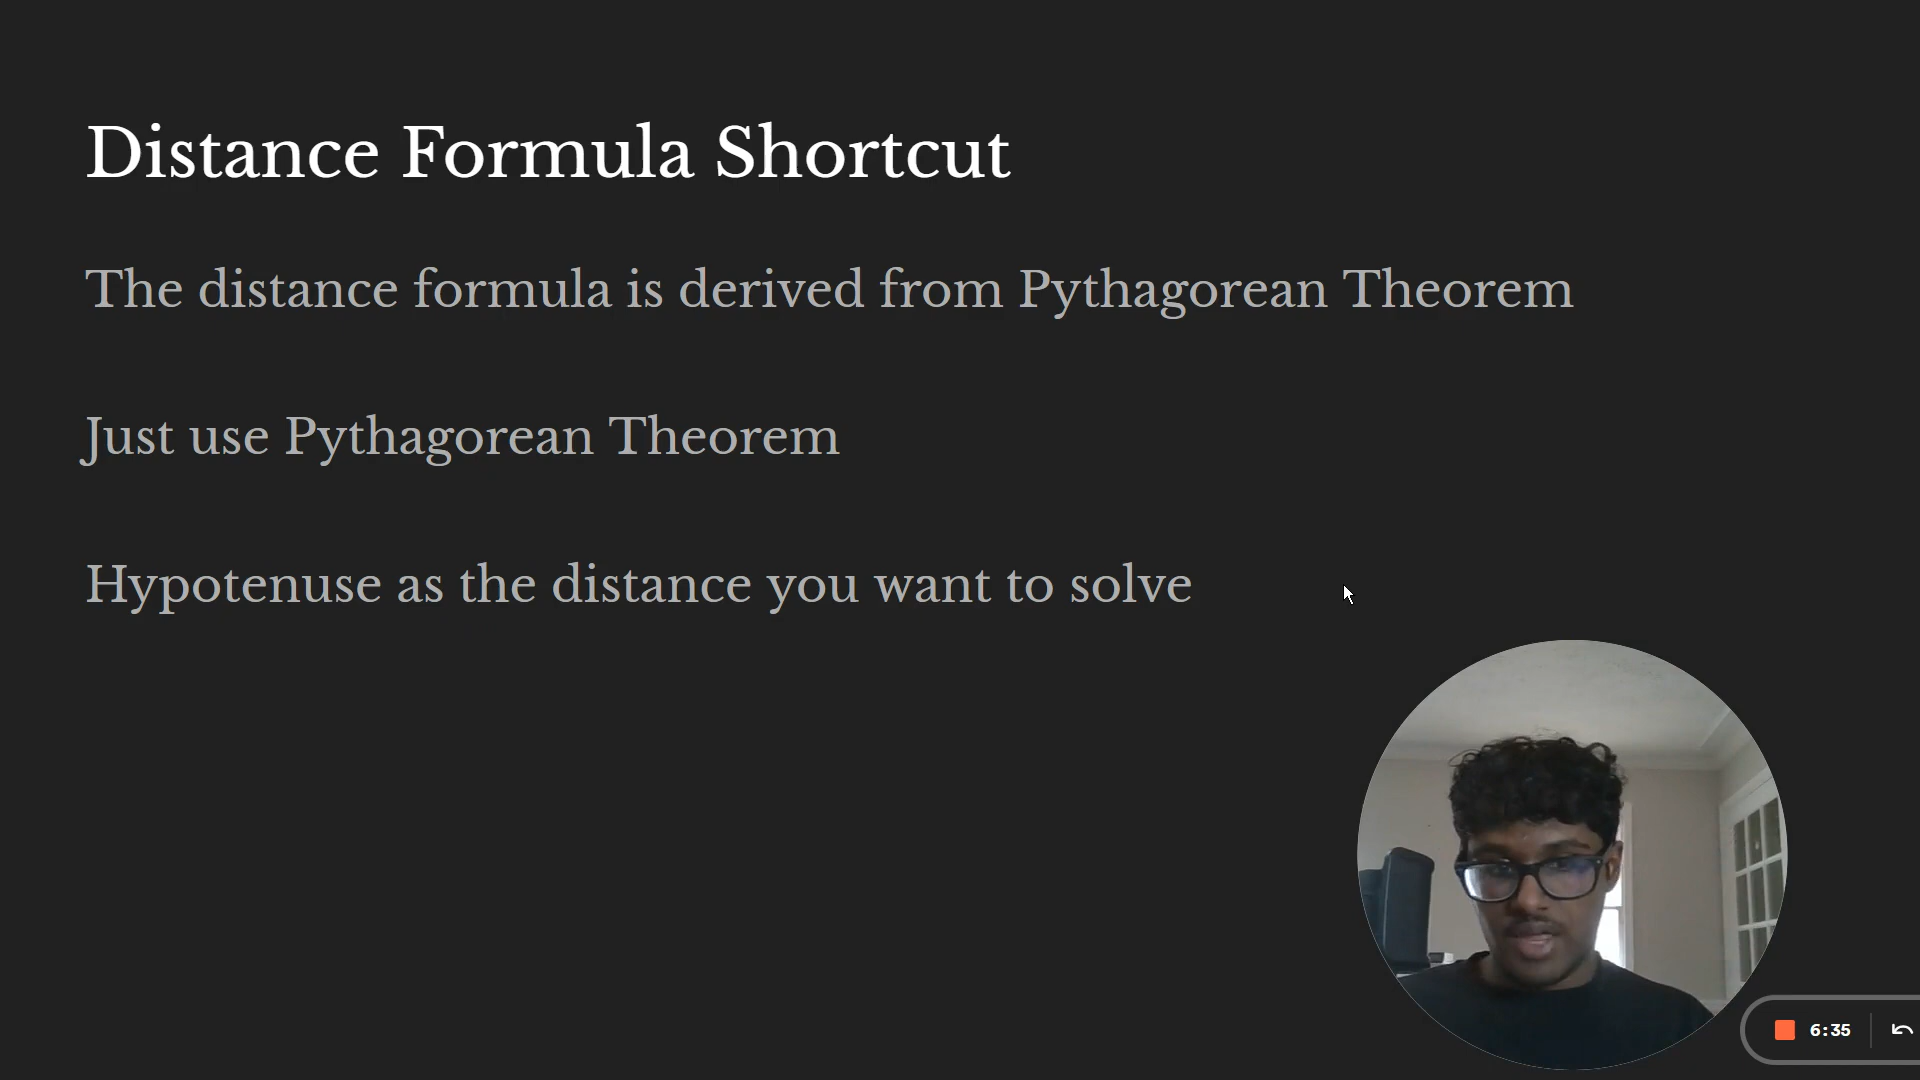 Distance Formula Shortcut
The distance formula is derived from Pythagorean Theorem
Just use Pythagorean Theorem
Hypotenuse as the distance you want to solve
6:35